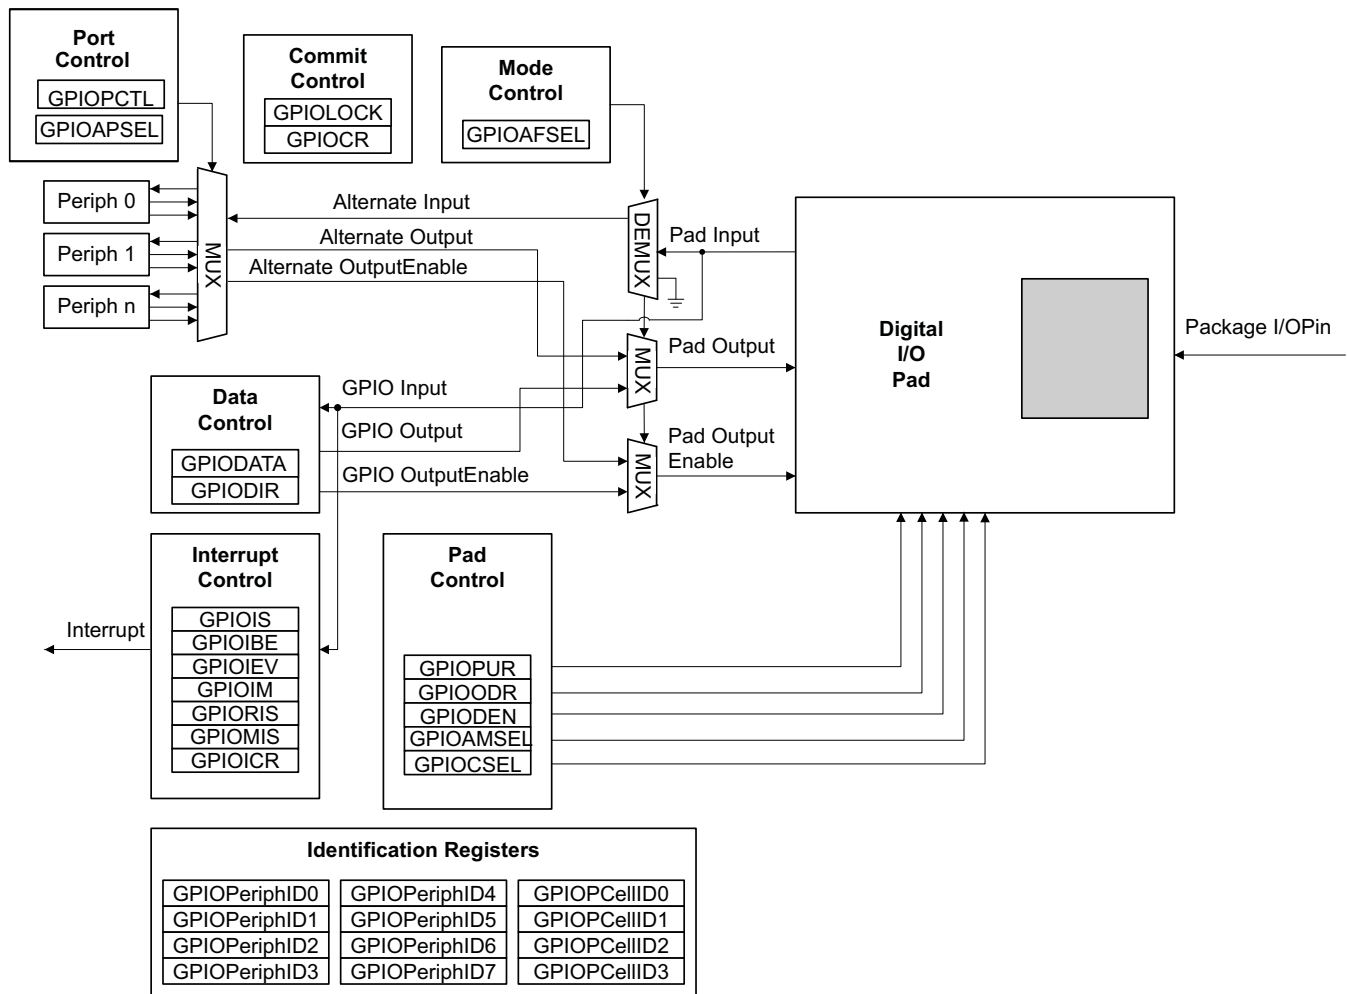 Port
Control
GPIOPCTL
GPIOAPSEL
Commit
Control
GPIOLOCK
GPIOCR
Mode
Control
GPIOAFSEL
Periph 0
Periph 1
Periph n
MUX
Alternate Input
Alternate Output
Alternate OutputEnable
DEMUX
Pad Input
MUX
Pad Output
MUX
Pad Output
Enable
Digital
I/O
Pad
Package I/OPin
Data
Control
GPIODATA
GPIODIR
GPIO Input
GPIO Output
GPIO OutputEnable
Interrupt
Control
GPIOIS
GPIOIBE
GPIOIEV
GPIOIM
GPIORIS
GPIOMIS
GPIOICR
Interrupt
Pad
Control
GPIOPUR
GPIOODR
GPIODEN
GPIOAMSEL
GPIOCSEL
Identification Registers
GPIOPeriphID0
GPIOPeriphID1
GPIOPeriphID2
GPIOPeriphID3
GPIOPeriphID4
GPIOPeriphID5
GPIOPeriphID6
GPIOPeriphID7
GPIOPCellID0
GPIOPCellID1
GPIOPCellID2
GPIOPCellID3